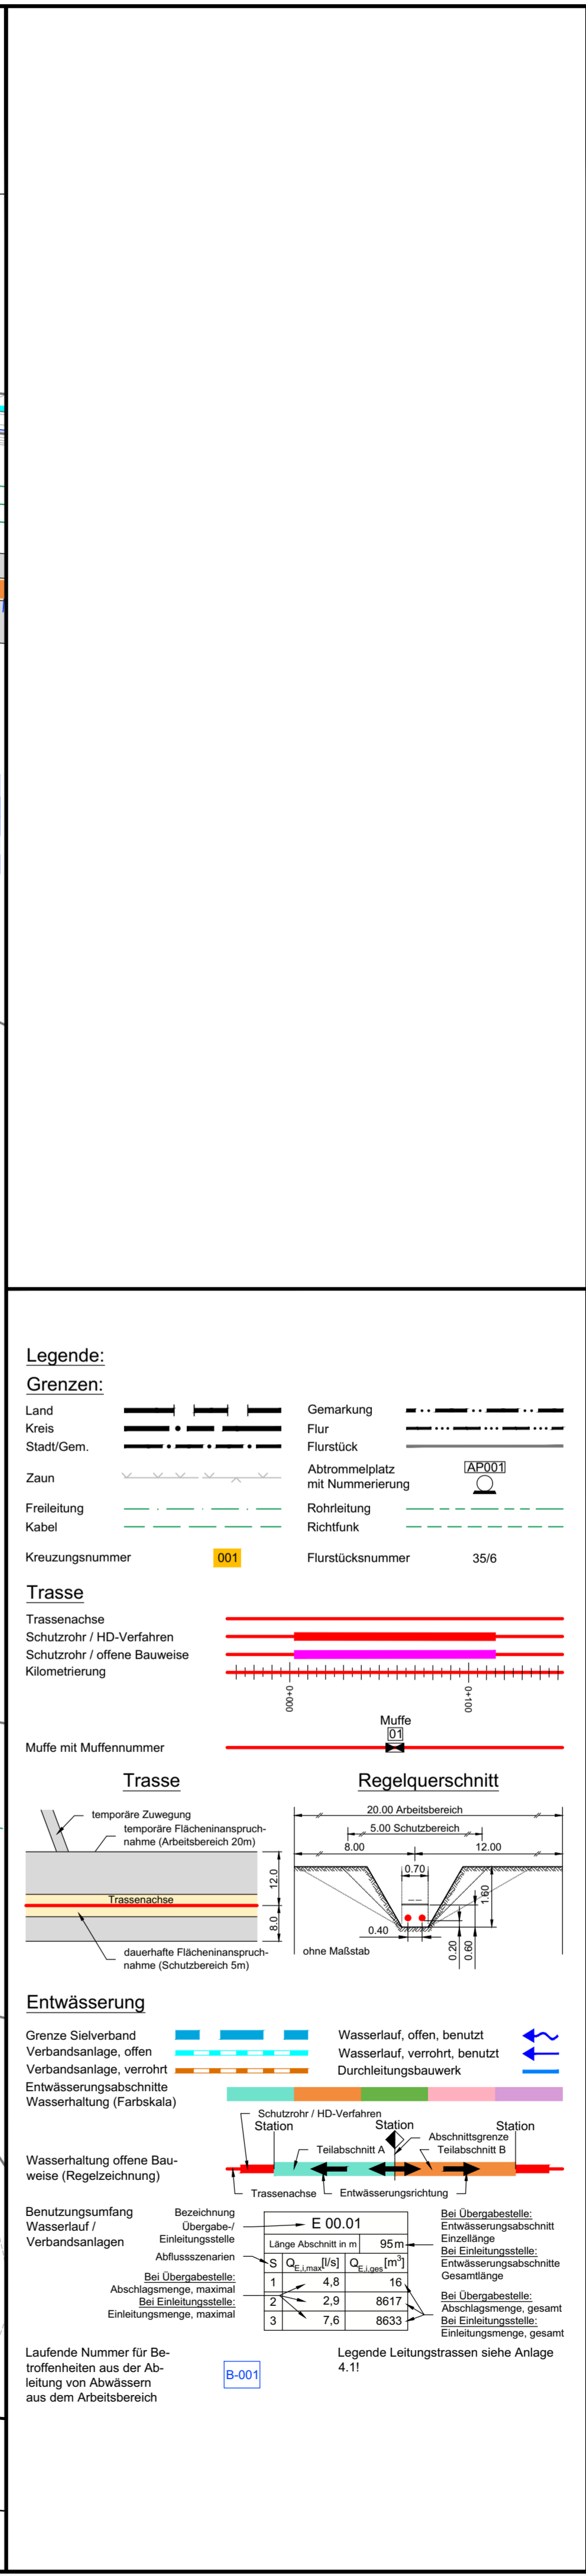 Legende:
Grenzen:
Land
Kreis
Stadt/Gem.
Zaun
Freileitung
Kabel
Kreuzungsnummer
001
Gemarkung
Flur
Flurstück
Abtrommelplatz
mit Nummerierung
AP001
Rohrleitung
Richtfunk
Flurstücksnummer
35/6
Trasse
Trassenachse
Schutzrohr / HD-Verfahren
Schutzrohr / offene Bauweise
Kilometrierung
0+000
0+100
Muffe
01
Muffe mit Muffennummer
Trasse
temporäre Zuwegung
temporäre Flächeninanspruch-
nahme (Arbeitsbereich 20m)
Trassenachse
12.0
8.0
dauerhafte Flächeninanspruch-
nahme (Schutzbereich 5m)
Regelquerschnitt
20.00 Arbeitsbereich
5.00 Schutzbereich
8.00
12.00
0.70
1.60
0.40
0.20
0.60
ohne Maßstab
Entwässerung
Grenze Sielverband
Verbandsanlage, offen
Verbandsanlage, verrohrt
Wasserlauf, offen, benutzt
Wasserlauf, verrohrt, benutzt
Durchleitungsbauwerk
Entwässerungsabschnitte
Wasserhaltung (Farbskala)
Schutzrohr / HD-Verfahren
Station
Station
Station
Abschnittsgrenze
Teilabschnitt A
Teilabschnitt B
Wasserhaltung offene Bau-
weise (Regelzeichnung)
Trassenachse
Entwässerungsrichtung
Benutzungsumfang
Wasserlauf /
Verbandsanlagen
Bezeichnung
Übergabe-/
Einleitungsstelle
Abflussszenarien
Bei Übergabestelle:
Abschlagsmenge, maximal
Bei Einleitungsstelle:
Einleitungsmenge, maximal
E 00.01
Länge Abschnitt in m 95m
S QE,i,max[l/s] QE,i,ges[m³]
1 4,8 16
2 2,9 8617
3 7,6 8633
Bei Übergabestelle:
Entwässerungsabschnitt
Einzellänge
Bei Einleitungsstelle:
Entwässerungsabschnitte
Gesamtlänge
Bei Übergabestelle:
Abschlagsmenge, gesamt
Bei Einleitungsstelle:
Einleitungsmenge, gesamt
Laufende Nummer für Be-
troffenheiten aus der Ab-
leitung von Abwässern
aus dem Arbeitsbereich
B-001
Legende Leitungstrassen siehe Anlage
4.1!